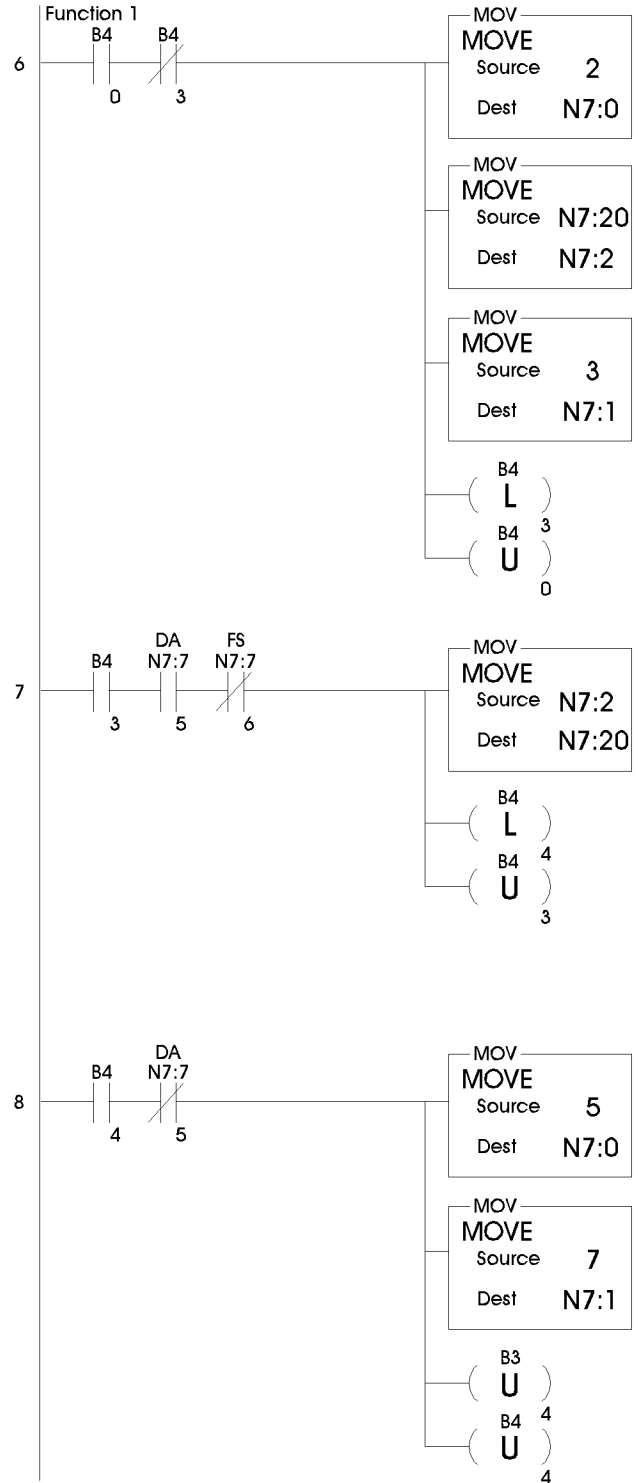 Function 1
B4 B4
6
0 3
MOV
MOVE
Source 2
Dest N7:0
MOV
MOVE
Source N7:20
Dest N7:2
MOV
MOVE
Source 3
Dest N7:1
B4
L
3
B4
U
0
DA FS
B4 N7:7 N7:7
7
3 5 6
MOV
MOVE
Source N7:2
Dest N7:20
B4
L
4
B4
U
3
DA
B4 N7:7
8
4 5
MOV
MOVE
Source 5
Dest N7:0
MOV
MOVE
Source 7
Dest N7:1
B3
U
4
B4
U
4